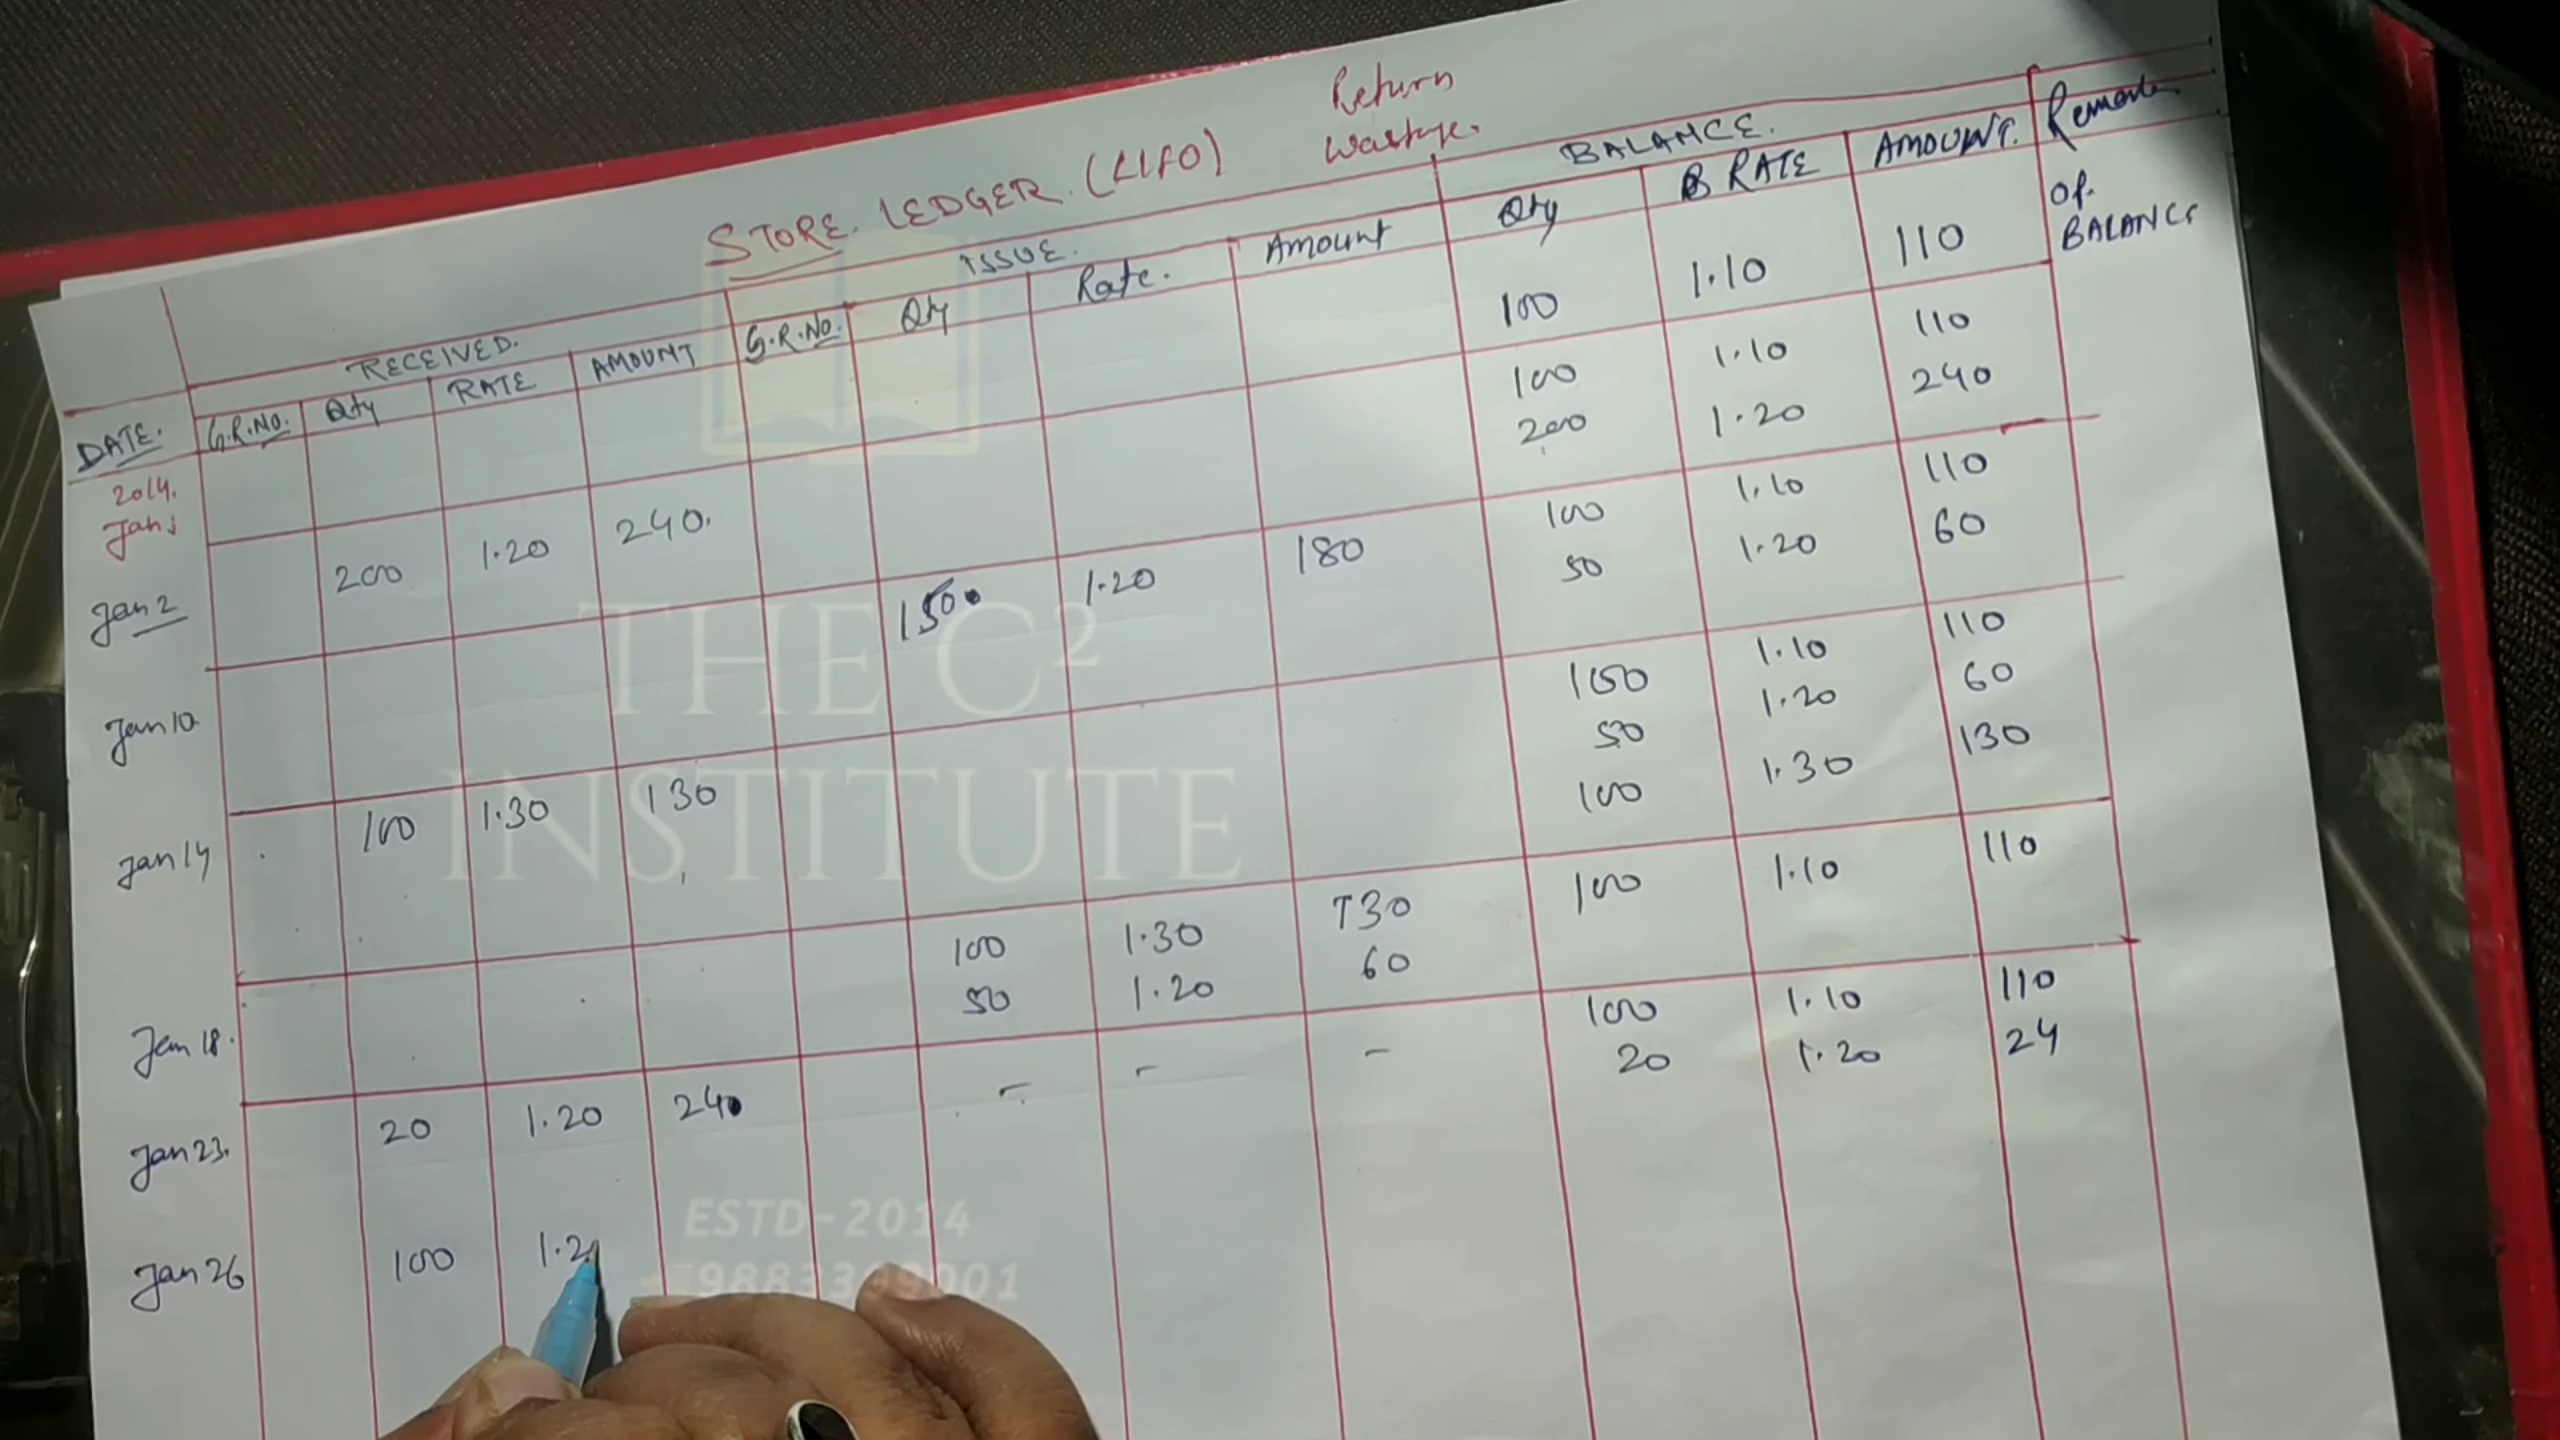 Return
Wastage.
STORE. LEDGER. (LIFO)
RECEIVED. ISSUE. BALANCE. Remarks
DATE. G.R.NO. Qty RATE AMOUNT G.R.NO. Qty Rate. Amount Qty RATE AMOUNT. Of BALANCE
2014.
Jan 1 100 1.10 110
Jan 2 200 1.20 240. 100 1.10 110
200 1.20 240
Jan 10 150 1.20 180 100 1.10 110
50 1.20 60
Jan 14 100 1.30 130 100 1.10 110
50 1.20 60
100 1.30 130
Jan 18. 100 1.30 130 100 1.10 110
50 1.20 60
Jan 23. 20 1.20 24 - - - 100 1.10 110
20 1.20 24
Jan 26 100 1.2
THE C²
INSTITUTE
ESTD-2014